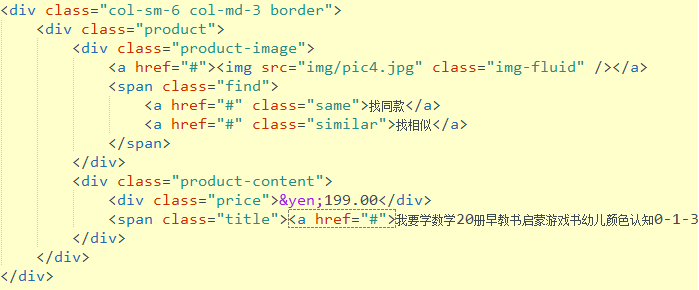 <div class="col-sm-6 col-md-3 border">
<div class="product">
<div class="product-image">
<a href="#"><img src="img/pic4.jpg" class="img-fluid" /></a>
<span class="find">
<a href="#" class="same">找同款</a>
<a href="#" class="similar">找相似</a>
</span>
</div>
<div class="product-content">
<div class="price">&yen;199.00</div>
<span class="title"><a href="#">我要学数学20册早教书启蒙游戏书幼儿颜色认知0-1-3
</div>
</div>
</div>